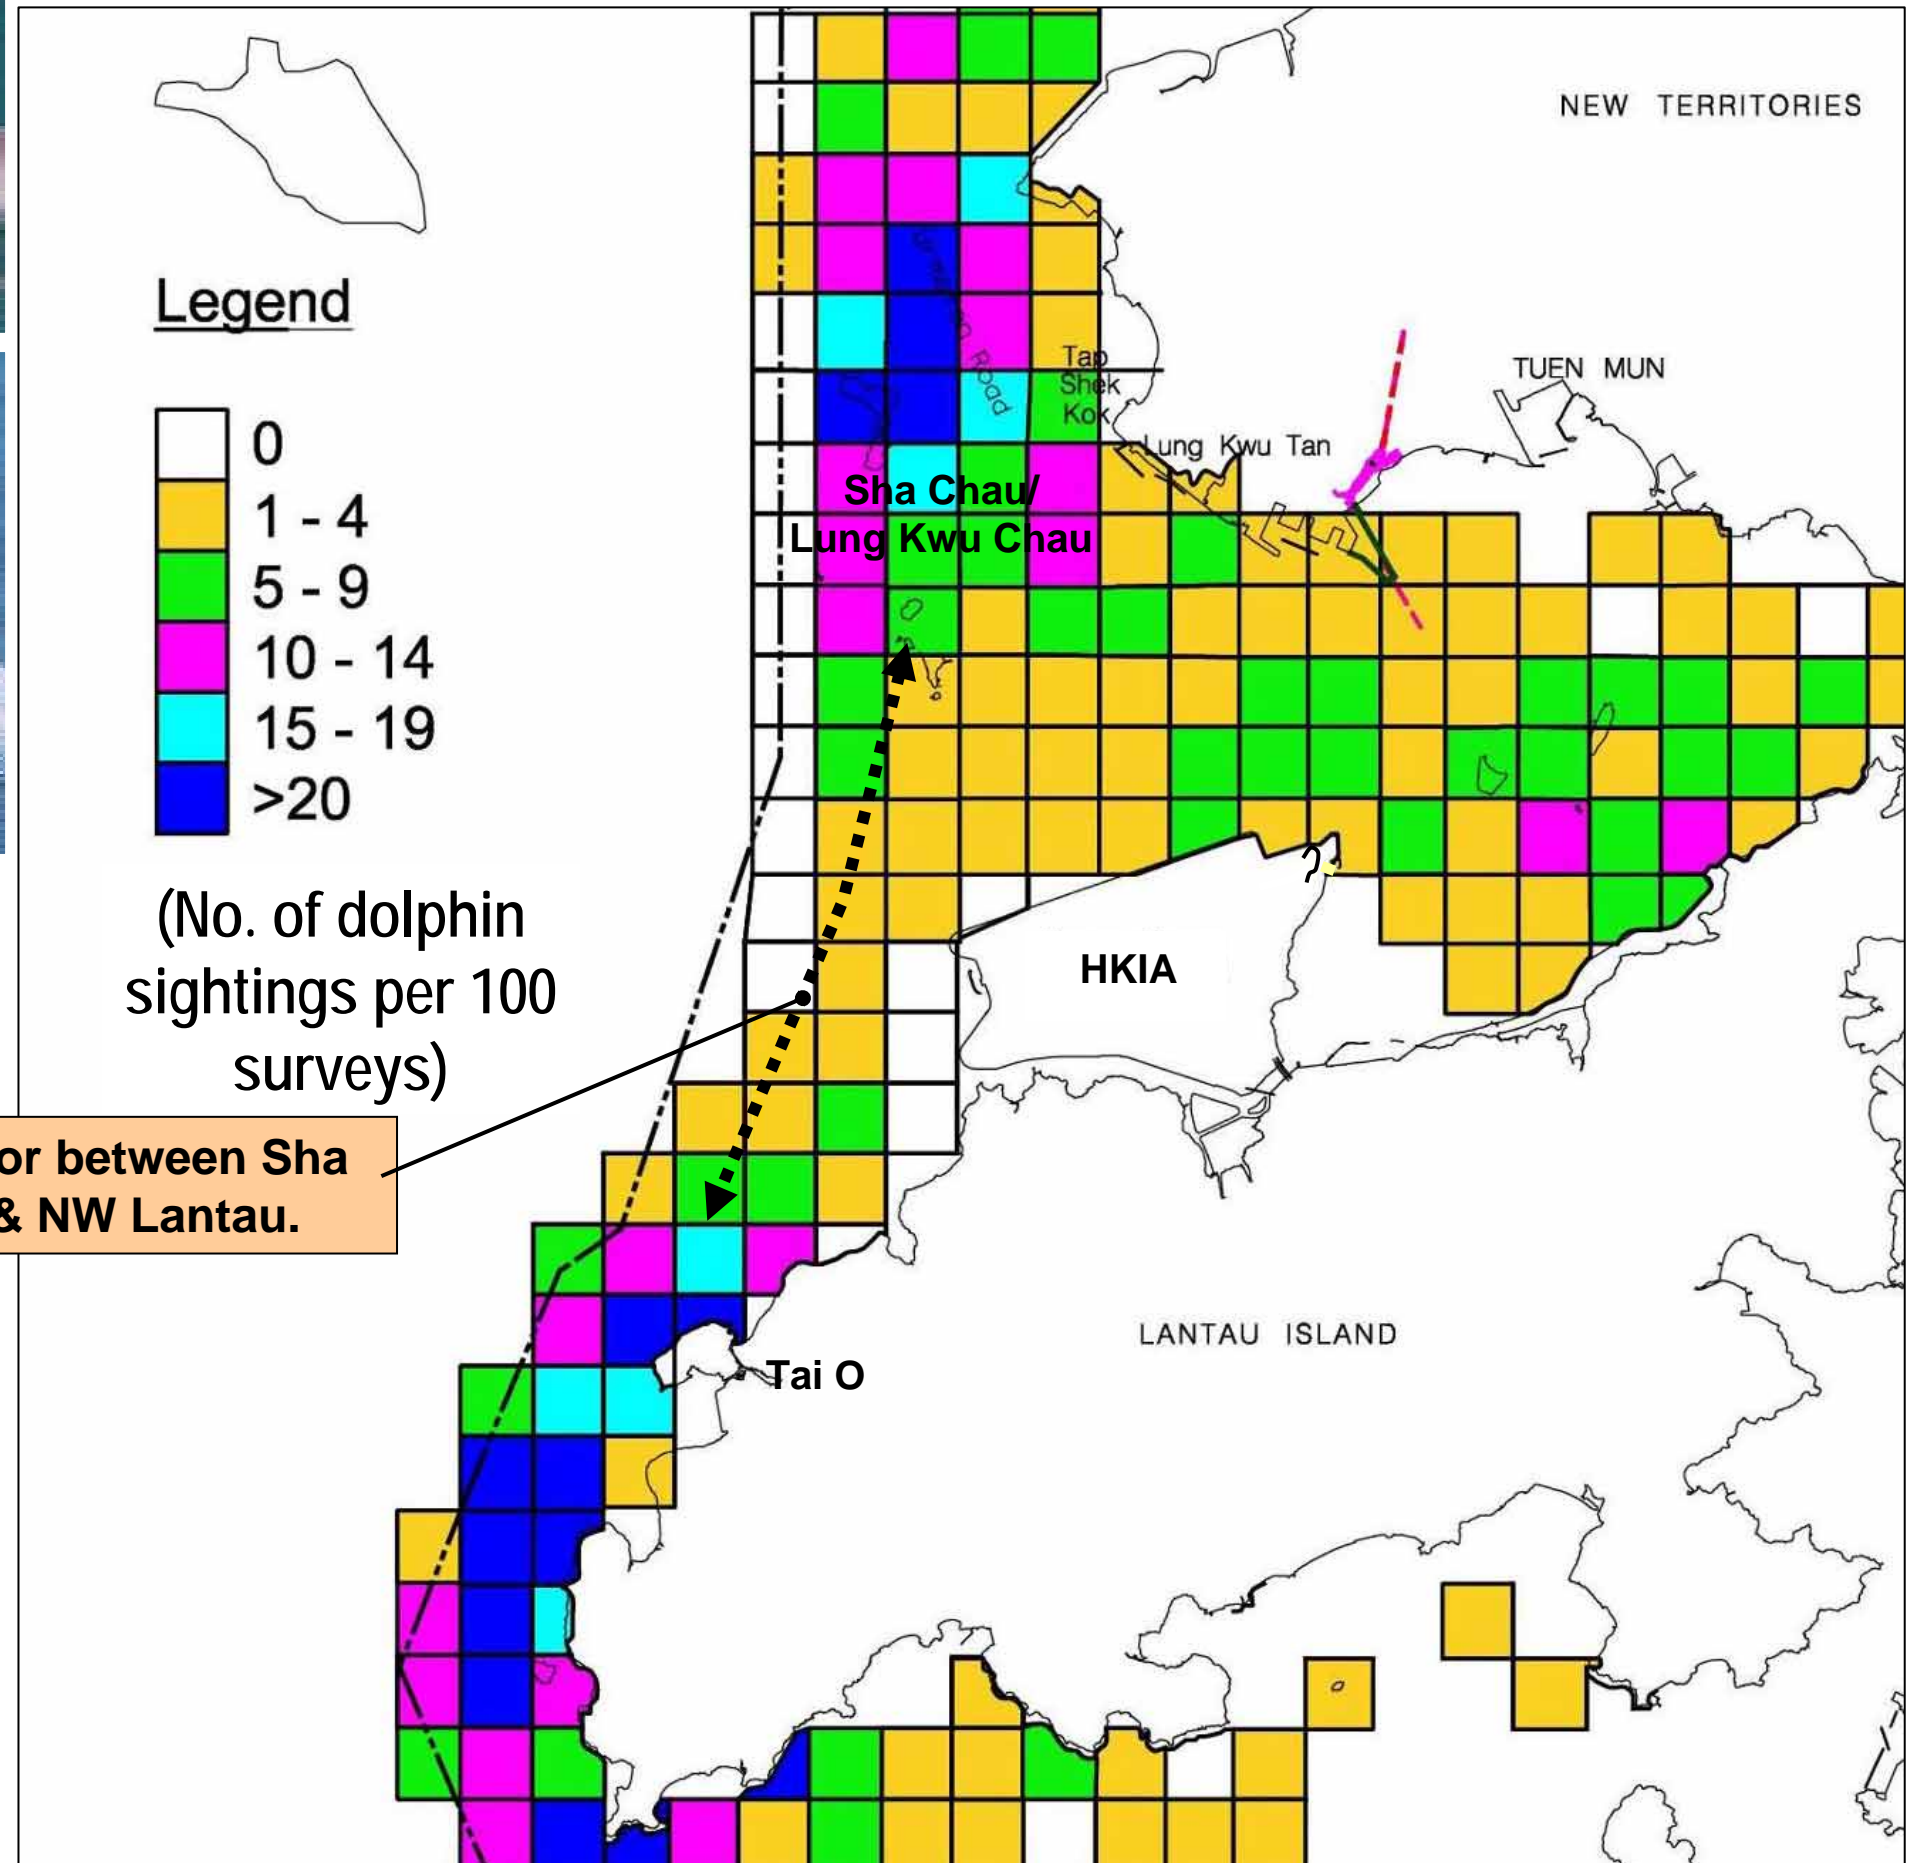 NEW TERRITORIES
Legend
0
1 - 4
5 - 9
10 - 14
15 - 19
>20
(No. of dolphin
sightings per 100
surveys)
Road
Tap
Shek
Kok
TUEN MUN
Lung Kwu Tan
Sha Chau/
Lung Kwu Chau
HKIA
or between Sha
& NW Lantau.
LANTAU ISLAND
Tai O